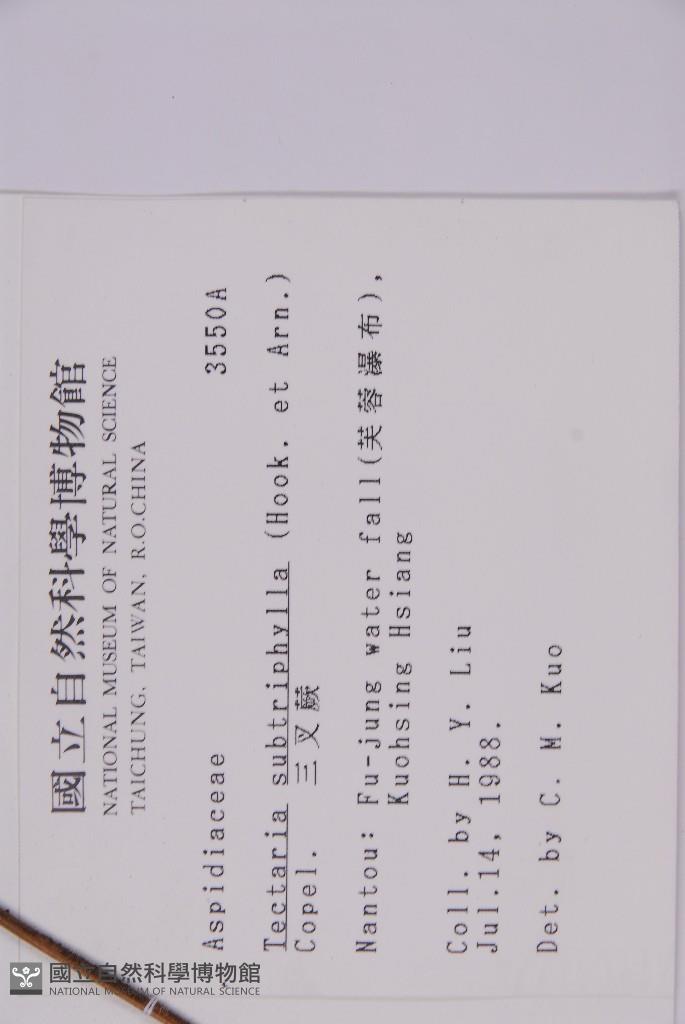 國立自然科學博物館
NATIONAL MUSEUM OF NATURAL SCIENCE
TAICHUNG, TAIWAN, R.O.CHINA
Aspidiaceae 3550A
Tectaria subtriphylla (Hook. et Arn.)
Copel. 三叉蕨
Nantou: Fu-jung water fall(芙蓉瀑布),
Kuohsing Hsiang
Coll. by H. Y. Liu
Jul.14, 1988.
Det. by C. M. Kuo
國立自然科學博物館
NATIONAL MUSEUM OF NATURAL SCIENCE